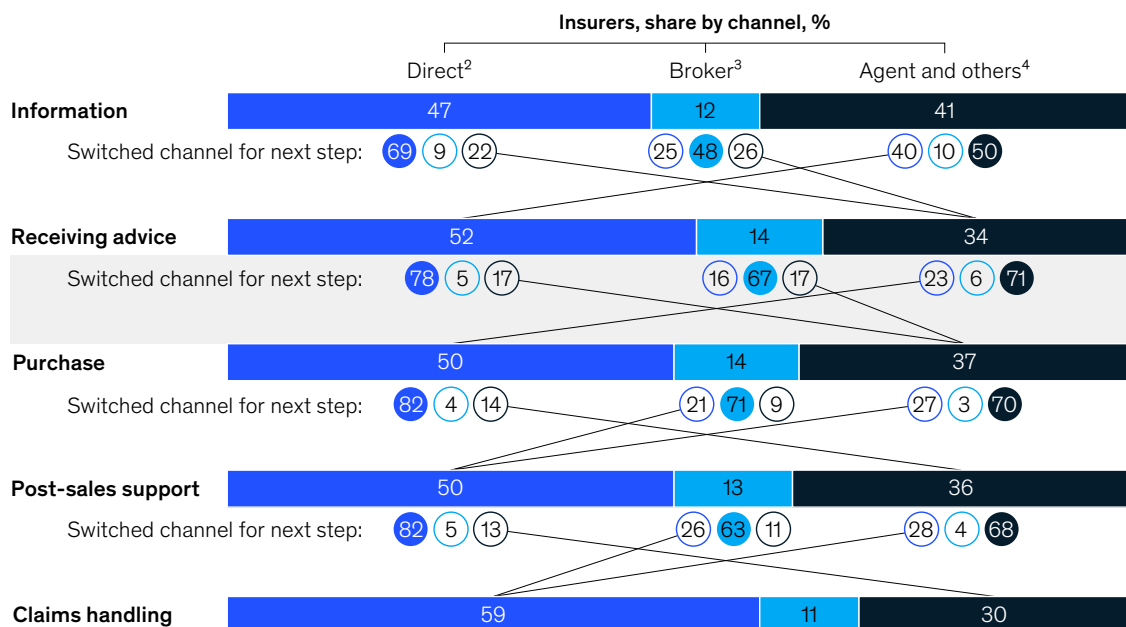 Insurers, share by channel, %
Direct² Broker³ Agent and others⁴
Information 47 12 41
Switched channel for next step: 69 9 22 25 48 26 40 10 50
Receiving advice 52 14 34
Switched channel for next step: 78 5 17 16 67 17 23 6 71
Purchase 50 14 37
Switched channel for next step: 82 4 14 21 71 9 27 3 70
Post-sales support 50 13 36
Switched channel for next step: 82 5 13 26 63 11 28 4 68
Claims handling 59 11 30